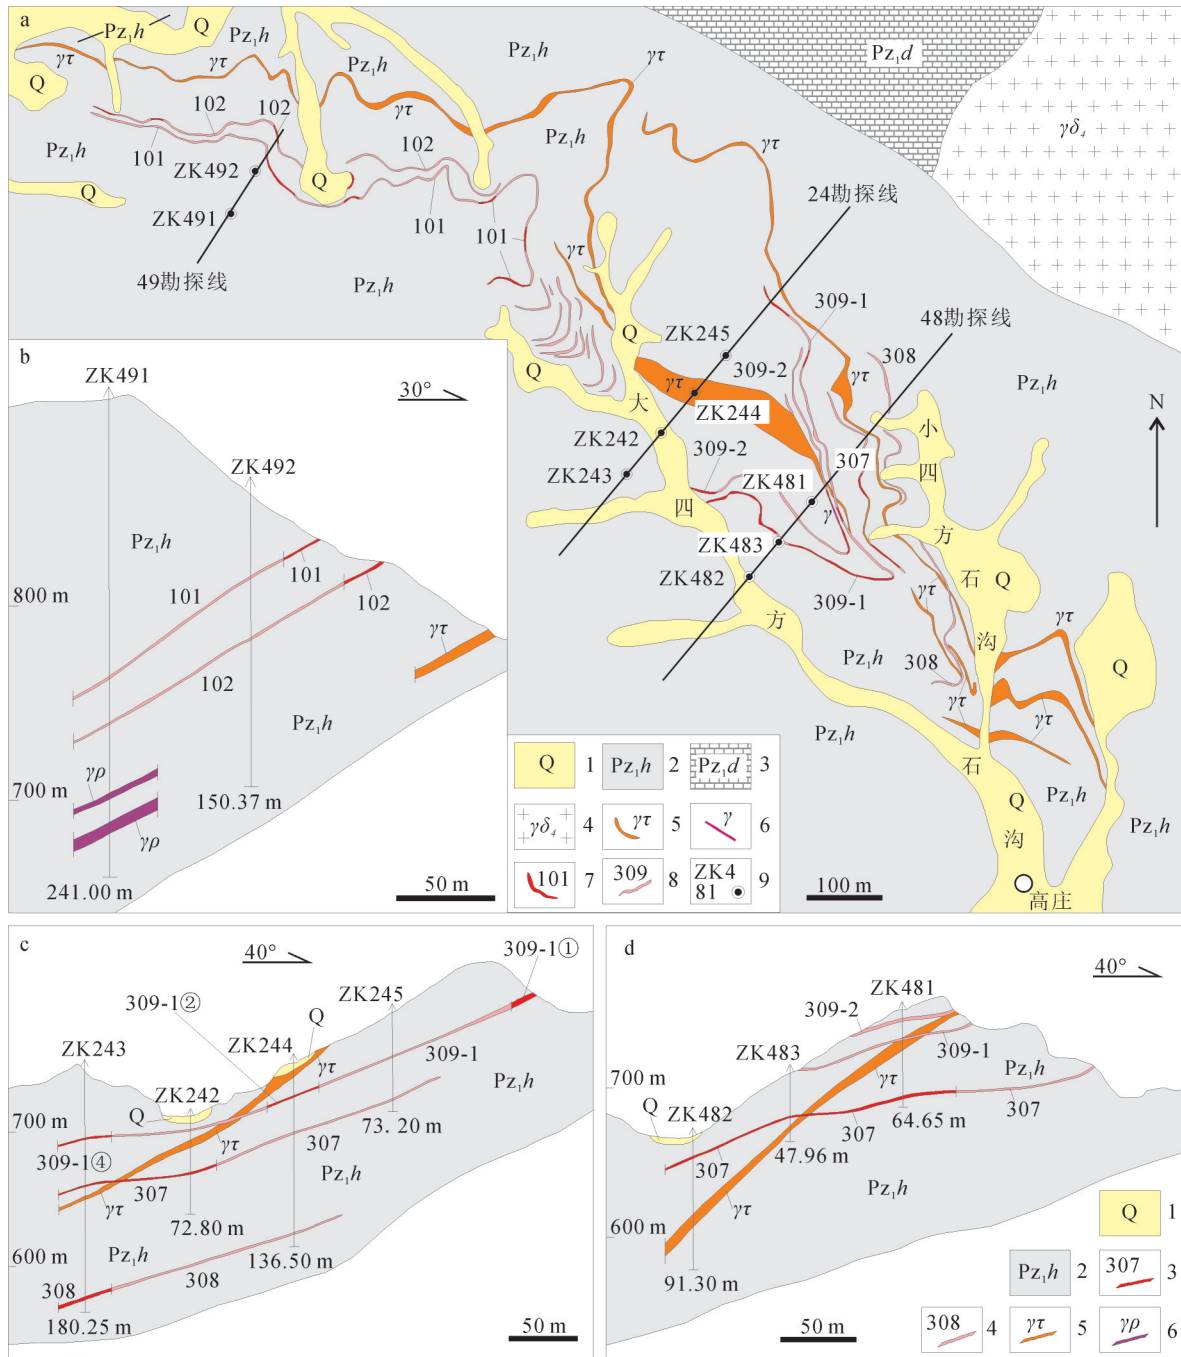 a
Pz₁h
Q
Pz₁h
Pz₁h
γτ
Pz₁d
γτ
γτ
Q
Pz₁h
γτ
γδ₄
102
102
Pz₁h
γτ
Pz₁h
101
102
ZK492
Q
Q
24勘探线
ZK491
101
101
49勘探线
Pz₁h
309-1
48勘探线
ZK245
Q
308
309-2
Q
γτ
γτ
Pz₁h
大
ZK244
N
小
ZK242
309-2
307
四
ZK243
ZK481
四
γ
方
ZK483
石
Q
ZK482
γτ
309-1
方
沟
γτ
Pz₁h
Q
308
γτ
γτ
Pz₁h
石
Q
Pz₁h
沟
Pz₁h
高庄
100 m
Q 1
Pz₁h 2
Pz₁d 3
γδ₄ 4
γτ 5
γ 6
101 7
309 8
ZK481 9
b
ZK491
30°
ZK492
Pz₁h
101
101
800 m
102
γτ
102
Pz₁h
γρ
700 m
150.37 m
γρ
241.00 m
50 m
c
40°
309-1①
ZK245
309-1②
Q
ZK244
ZK243
γτ
309-1
ZK242
Pz₁h
Q
700 m
73.20 m
γτ
307
309-1④
307
Pz₁h
γτ
72.80 m
Pz₁h
600 m
136.50 m
308
308
180.25 m
50 m
d
40°
ZK481
309-2
ZK483
309-1
Pz₁h
γτ
700 m
Q
ZK482
307
64.65 m
307
47.96 m
307
Pz₁h
γτ
600 m
91.30 m
50 m
Q 1
Pz₁h 2
307 3
308 4
γτ 5
γρ 6